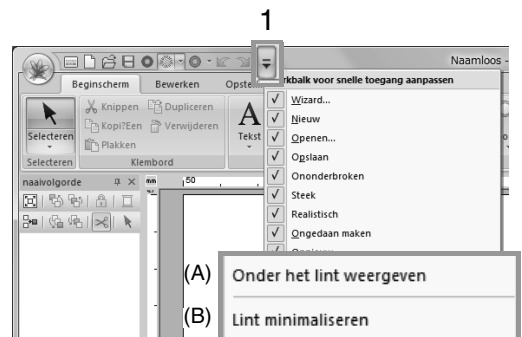 1
Naamloos -
Beginscherm Bewerken
Knippen Dupliceren
Kopi?Een Verwijderen
Plakken
Selecteren
Tekst
Selecteren Klembord
voor snelle toegang aanpassen
Wizard...
Nieuw
Openen...
Opslaan
Ononderbroken
Steek
Realistisch
Ongedaan maken
naaivolgorde
mm 50
(A) Onder het lint weergeven
(B) Lint minimaliseren